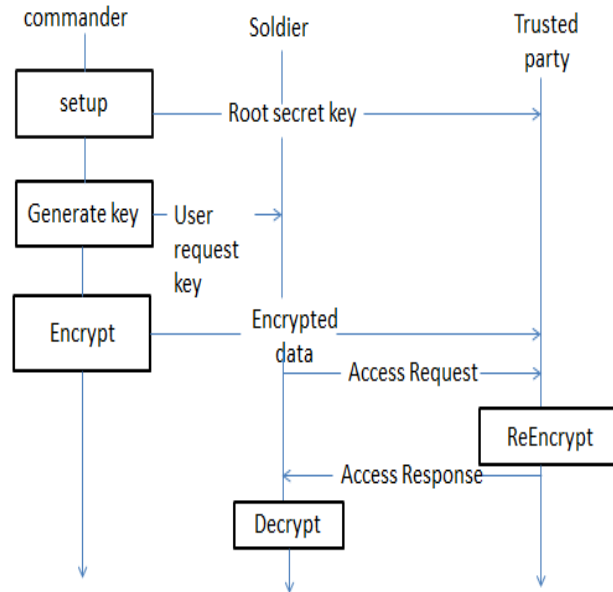 commander
Soldier
Trusted
party
setup
Root secret key
Generate key
User
request
key
Encrypt
Encrypted
data
Access Request
ReEncrypt
Access Response
Decrypt